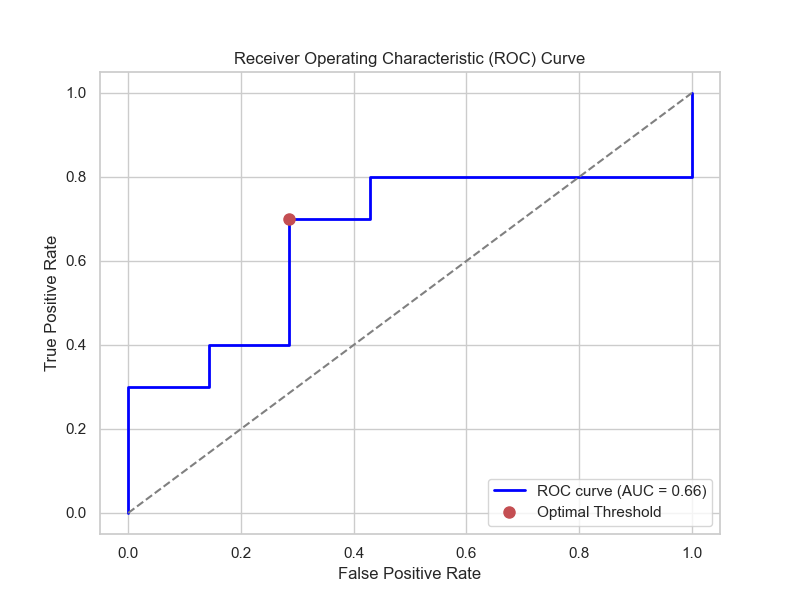 Receiver Operating Characteristic (ROC) Curve
True Positive Rate
1.0
0.8
0.6
0.4
0.2
0.0
0.0 0.2 0.4 0.6 0.8 1.0
False Positive Rate
ROC curve (AUC = 0.66)
Optimal Threshold